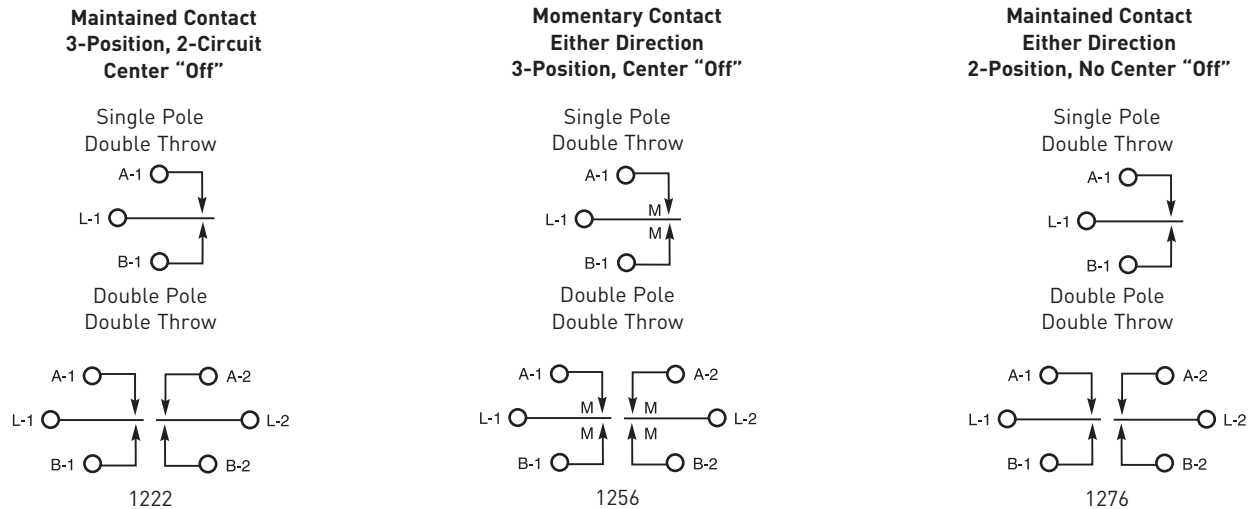 Maintained Contact
3-Position, 2-Circuit
Center “Off”
Single Pole
Double Throw
A-1
L-1
B-1
Double Pole
Double Throw
A-1
A-2
L-1
L-2
B-1
B-2
1222
Momentary Contact
Either Direction
3-Position, Center “Off”
Single Pole
Double Throw
A-1
L-1
M
M
B-1
Double Pole
Double Throw
A-1
A-2
L-1
M
M
L-2
M
M
B-1
B-2
1256
Maintained Contact
Either Direction
2-Position, No Center “Off”
Single Pole
Double Throw
A-1
L-1
B-1
Double Pole
Double Throw
A-1
A-2
L-1
L-2
B-1
B-2
1276